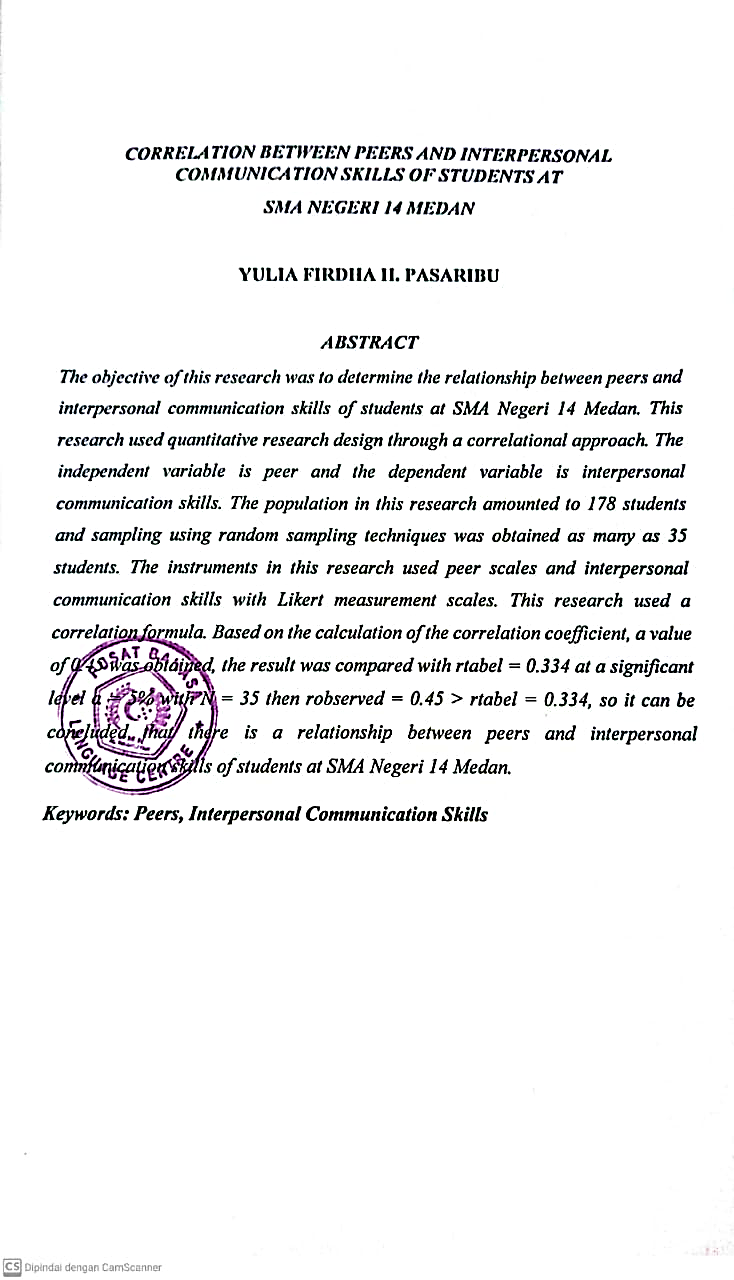 CORRELATION BETWEEN PEERS AND INTERPERSONAL
COMMUNICATION SKILLS OF STUDENTS AT
SMA NEGERI 14 MEDAN
YULIA FIRDHA H. PASARIBU
ABSTRACT
The objective of this research was to determine the relationship between peers and
interpersonal communication skills of students at SMA Negeri 14 Medan. This
research used quantitative research design through a correlational approach. The
independent variable is peer and the dependent variable is interpersonal
communication skills. The population in this research amounted to 178 students
and sampling using random sampling techniques was obtained as many as 35
students. The instruments in this research used peer scales and interpersonal
communication skills with Likert measurement scales. This research used a
correlation formula. Based on the calculation of the correlation coefficient, a value
of 0.45 was obtained, the result was compared with rtabel = 0.334 at a significant
level a = 5% with N = 35 then robserved = 0.45 > rtabel = 0.334, so it can be
concluded that there is a relationship between peers and interpersonal
communication skills of students at SMA Negeri 14 Medan.
Keywords: Peers, Interpersonal Communication Skills
PUSAT BAHASA
LANGUAGE CENTRE
CS Dipindai dengan CamScanner